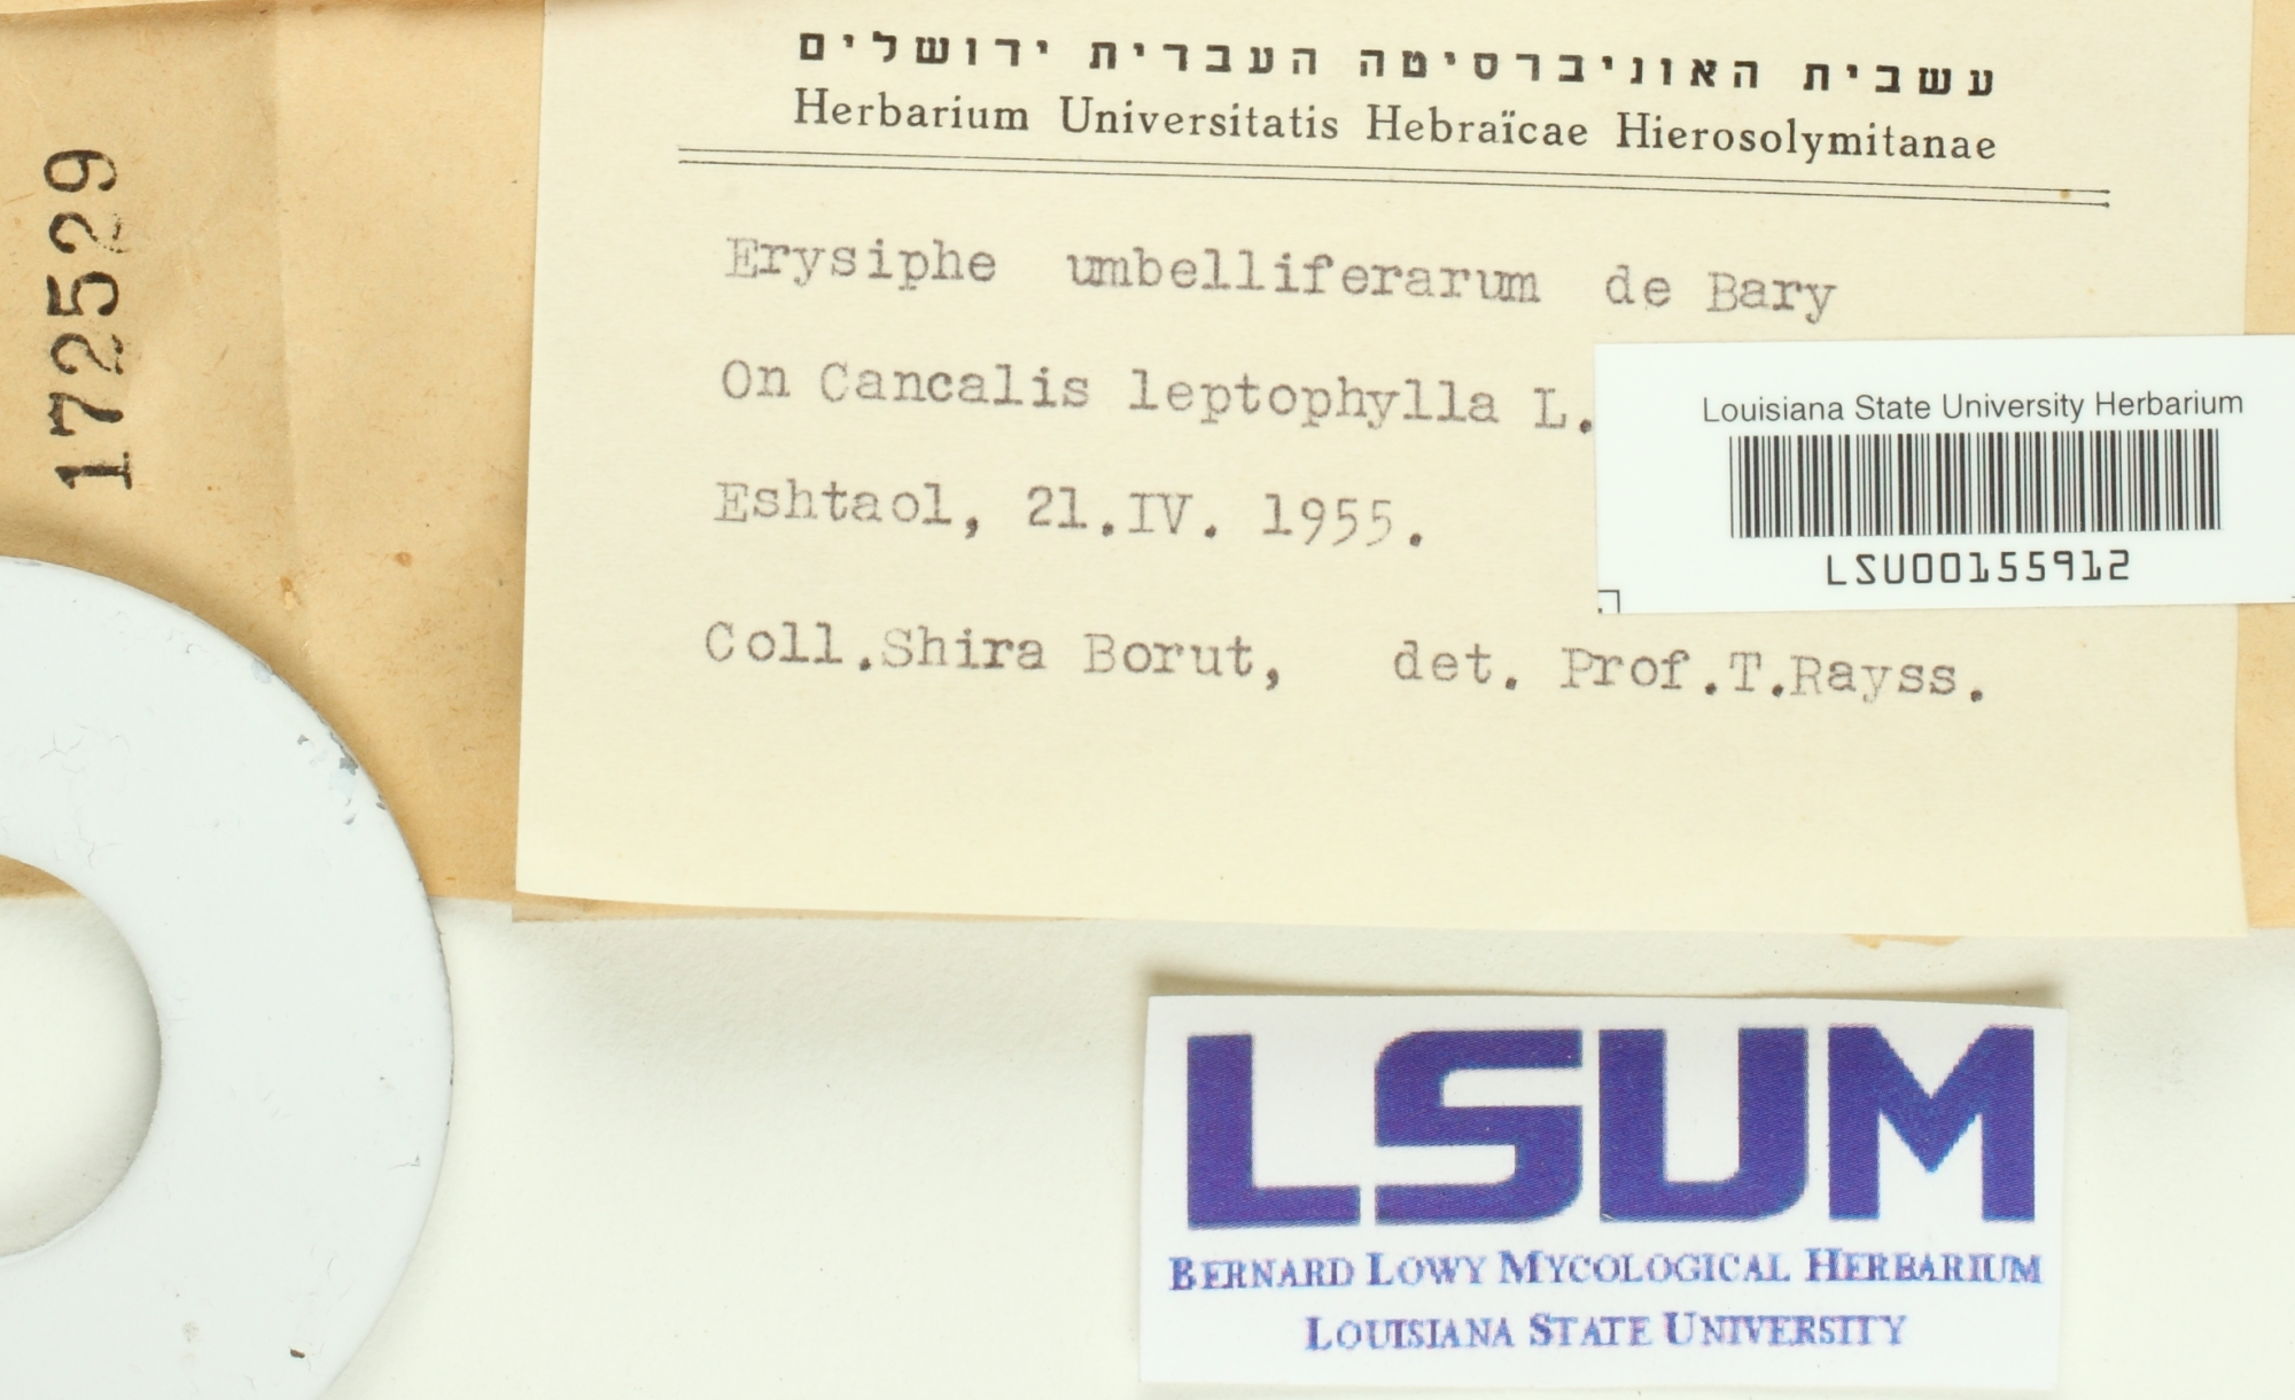 עשבית האוניברסיטה העברית ירושלים
Herbarium Universitatis Hebraïcae Hierosolymitanae
Erysiphe umbelliferarum de Bary
On Cancalis leptophylla L.
Eshtaol, 21.IV. 1955.
Coll.Shira Borut, det. Prof.T.Rayss.
172529
Louisiana State University Herbarium
LSU00155912
LSUM
BERNARD LOWY MYCOLOGICAL HERBARIUM
LOUISIANA STATE UNIVERSITY